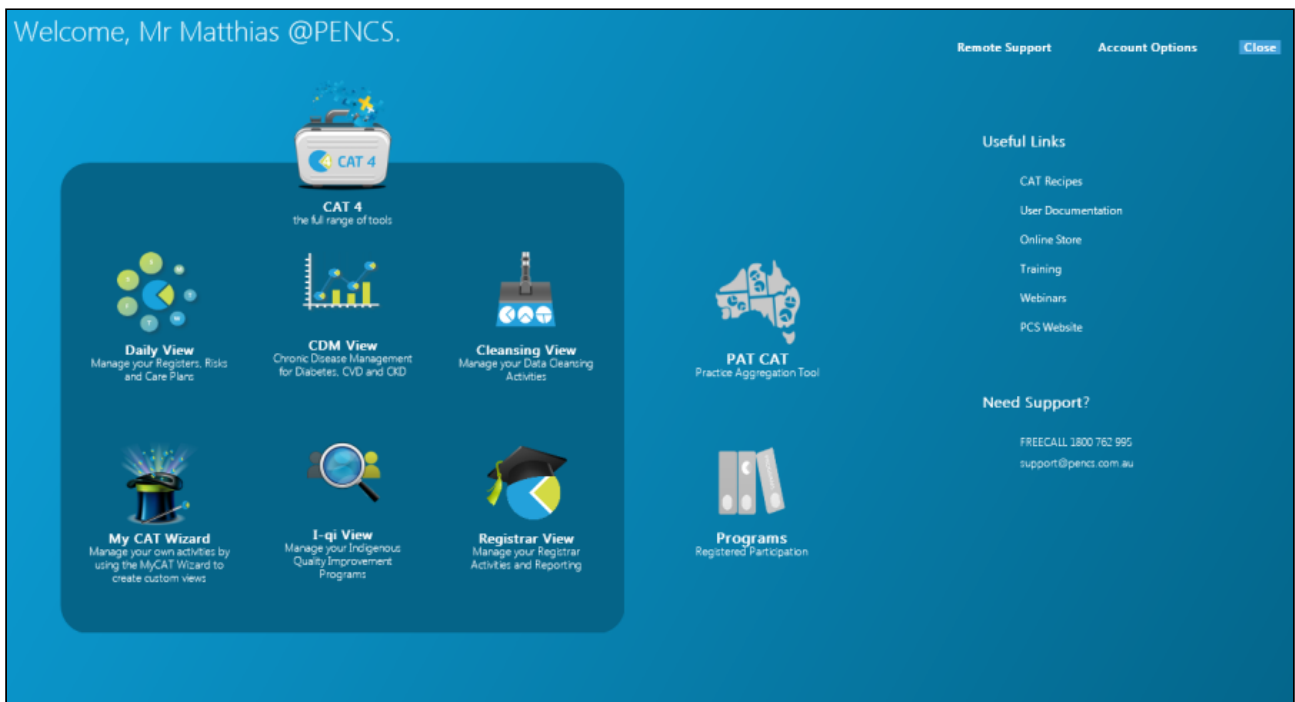 Welcome, Mr Matthias @PENCS.
Remote Support
Account Options
Close
4 CAT 4
CAT 4
the full range of tools
Daily View
Manage your Registers, Risks
and Care Plans
CDM View
Chronic Disease Management
for Diabetes, CVD and CKD
Cleansing View
Manage your Data Cleansing
Activities
PAT CAT
Practice Aggregation Tool
My CAT Wizard
Manage your own activities by
using the MyCAT Wizard to
create custom views
I-qi View
Manage your Indigenous
Quality Improvement
Programs
Registrar View
Manage your Registrar
Activities and Reporting
Programs
Registered Participation
Useful Links
CAT Recipes
User Documentation
Online Store
Training
Webinars
PCS Website
Need Support?
FREECALL 1800 762 995
support@pencs.com.au